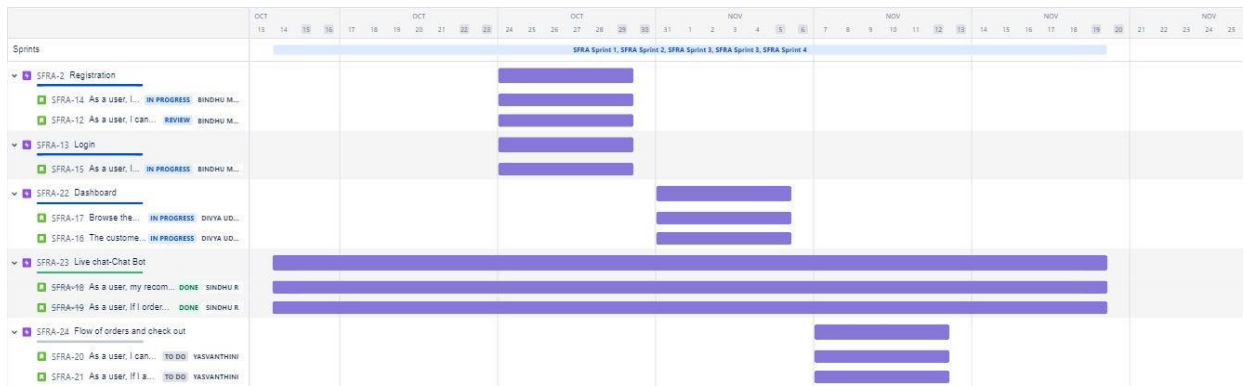 OCT OCT OCT NOV NOV NOV NOV
13 14 15 16 17 18 19 20 21 22 23 24 25 26 27 28 29 30 31 1 2 3 4 5 6 7 8 9 10 11 12 13 14 15 16 17 18 19 20 21 22 23 24 25
Sprints SFRA Sprint 1, SFRA Sprint 2, SFRA Sprint 3, SFRA Sprint 3, SFRA Sprint 4
SFRA-2 Registration
SFRA-14 As a user, I... IN PROGRESS BINDHU M...
SFRA-12 As a user, I can... REVIEW BINDHU M...
SFRA-13 Login
SFRA-15 As a user, I... IN PROGRESS BINDHU M...
SFRA-22 Dashboard
SFRA-17 Browse the... IN PROGRESS DIVYA UD...
SFRA-16 The custome... IN PROGRESS DIVYA UD...
SFRA-23 Live chat-Chat Bot
SFRA-18 As a user, my recom... DONE SINDHU R
SFRA-19 As a user, If I order... DONE SINDHU R
SFRA-24 Flow of orders and check out
SFRA-20 As a user, I can... TO DO YASVANTHINI
SFRA-21 As a user, If I a... TO DO YASVANTHINI